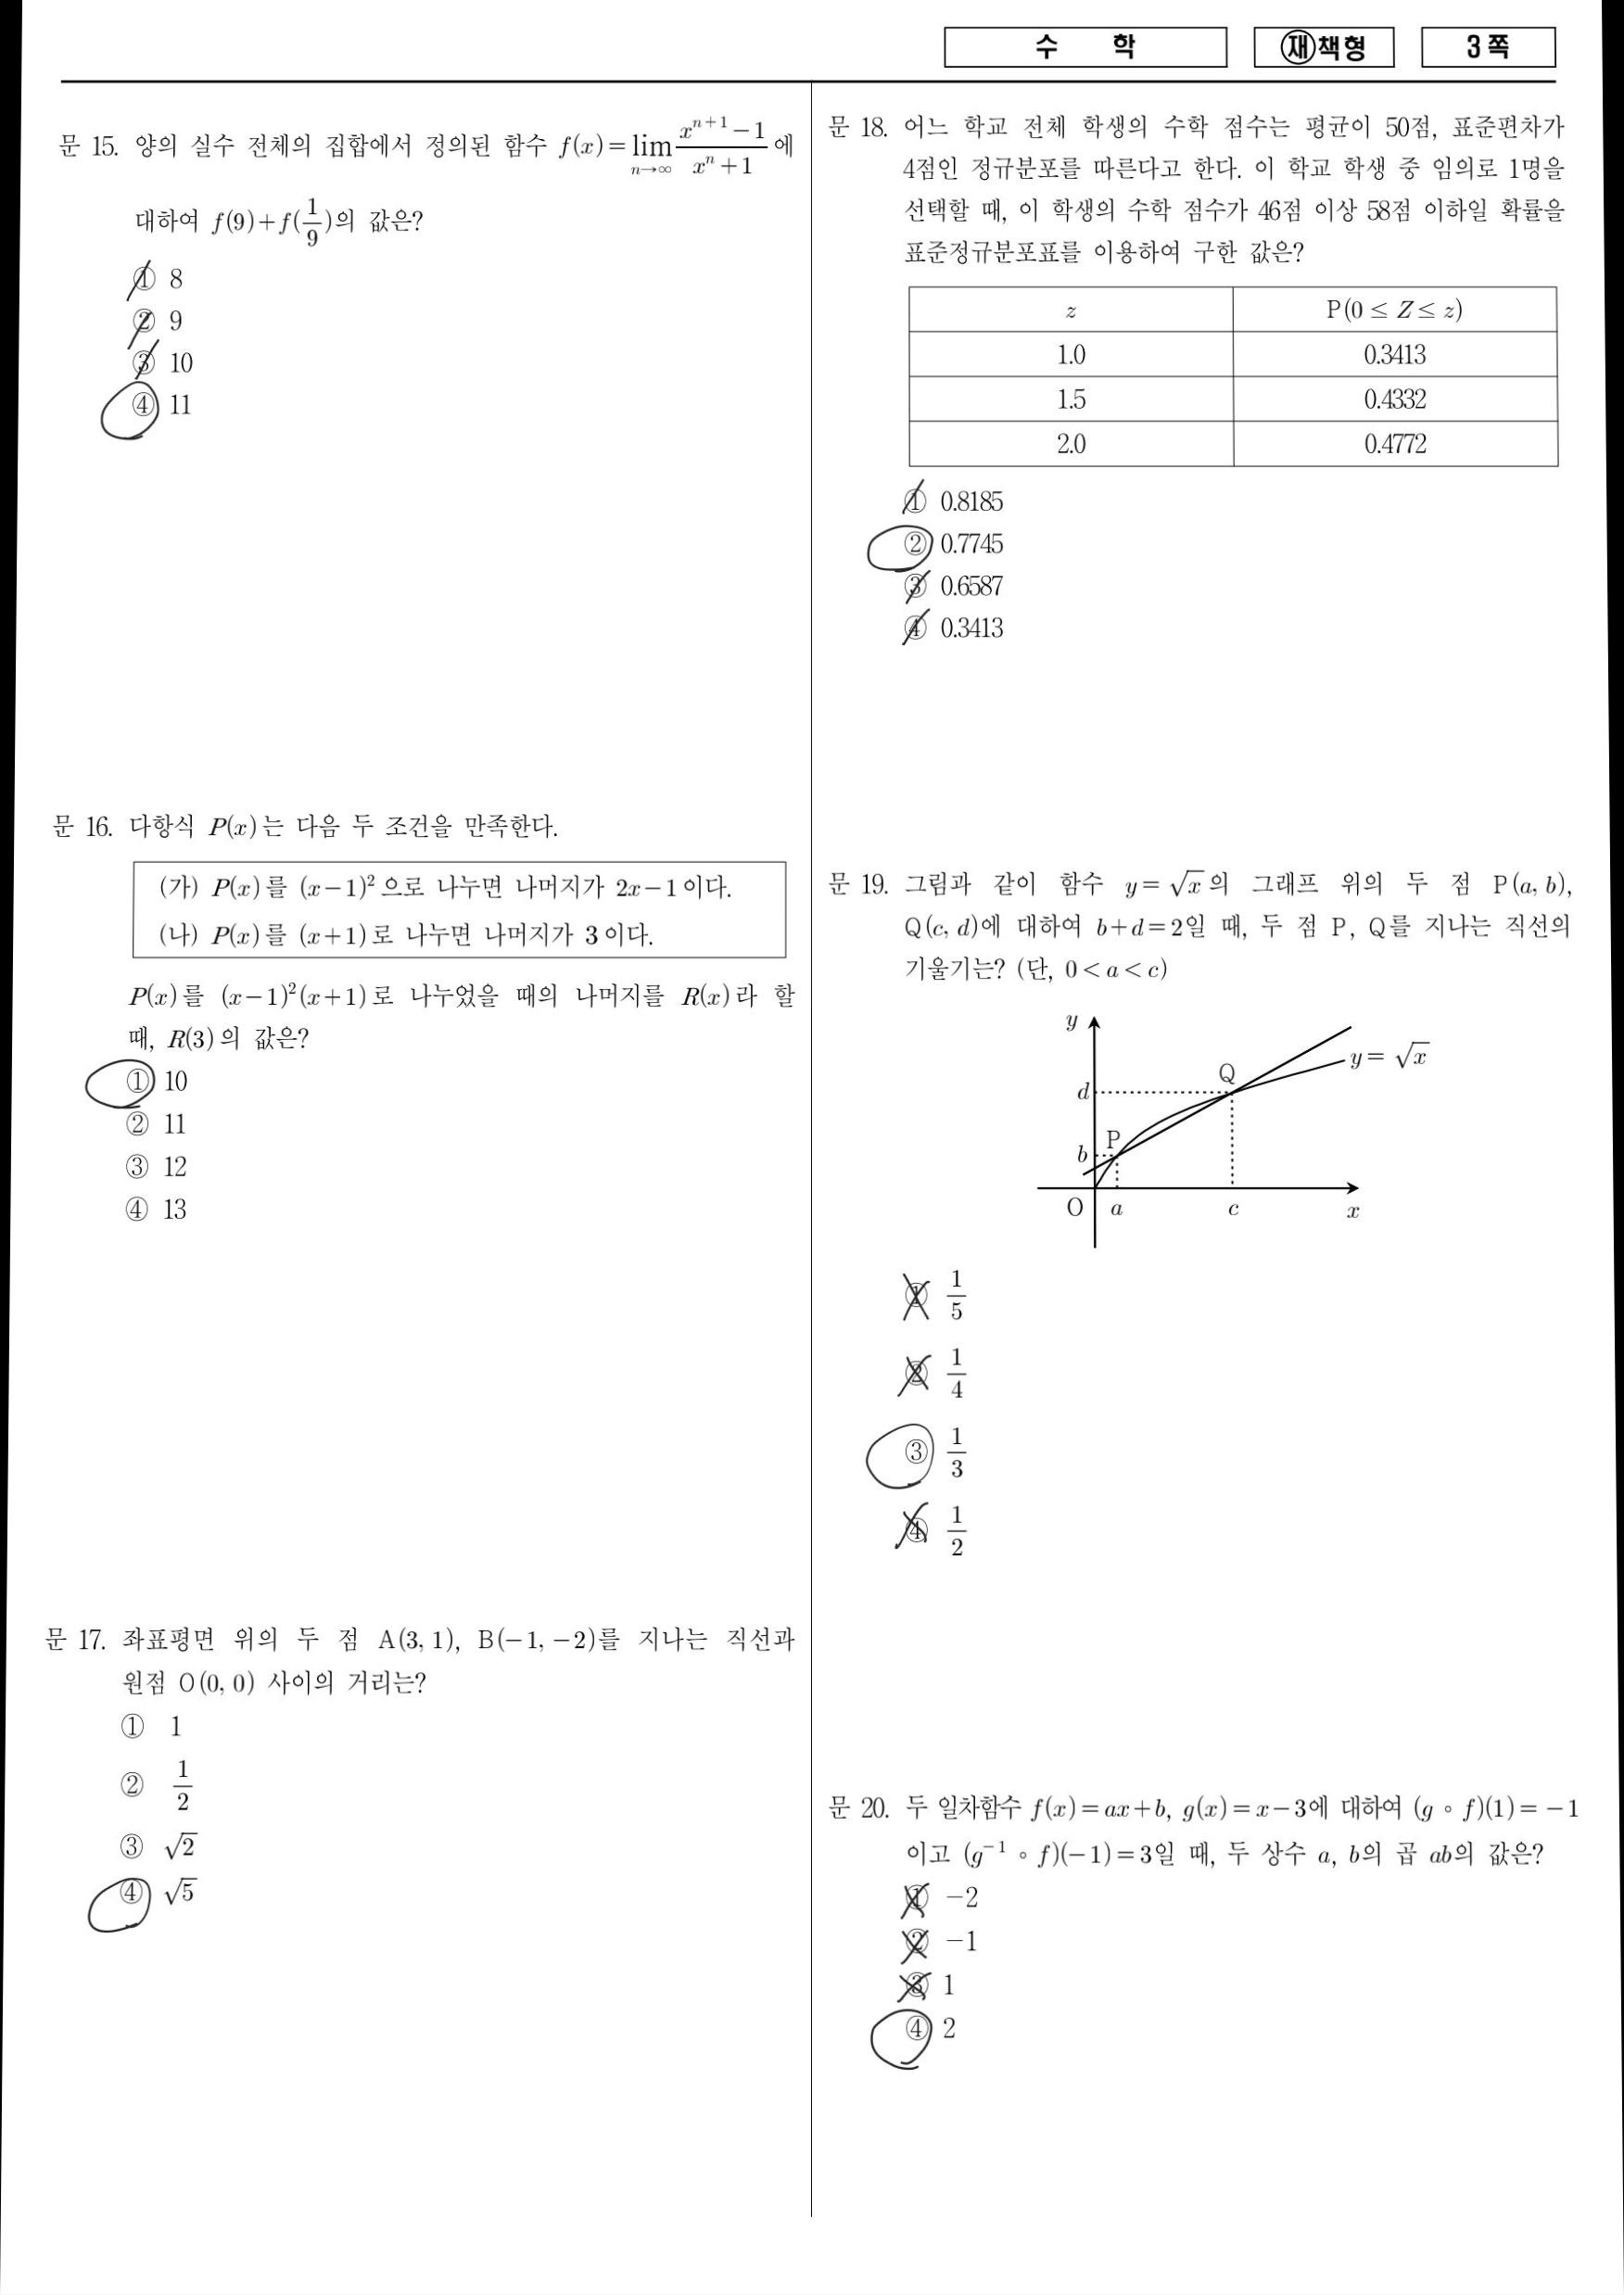 수 학 ㉶책형 3쪽
문 15. 양의 실수 전체의 집합에서 정의된 함수 f(x)=lim_{n→∞} (x^{n+1}-1)/(x^n+1) 에
대하여 f(9)+f(1/9)의 값은?
① 8
② 9
③ 10
④ 11
문 16. 다항식 P(x)는 다음 두 조건을 만족한다.
(가) P(x)를 (x-1)²으로 나누면 나머지가 2x-1이다.
(나) P(x)를 (x+1)로 나누면 나머지가 3이다.
P(x)를 (x-1)²(x+1)로 나누었을 때의 나머지를 R(x)라 할
때, R(3)의 값은?
① 10
② 11
③ 12
④ 13
문 17. 좌표평면 위의 두 점 A(3, 1), B(-1, -2)를 지나는 직선과
원점 O(0, 0) 사이의 거리는?
① 1
② 1/2
③ √2
④ √5
문 18. 어느 학교 전체 학생의 수학 점수는 평균이 50점, 표준편차가
4점인 정규분포를 따른다고 한다. 이 학교 학생 중 임의로 1명을
선택할 때, 이 학생의 수학 점수가 46점 이상 58점 이하일 확률을
표준정규분포표를 이용하여 구한 값은?
z P(0≤Z≤z)
1.0 0.3413
1.5 0.4332
2.0 0.4772
① 0.8185
② 0.7745
③ 0.6587
④ 0.3413
문 19. 그림과 같이 함수 y=√x의 그래프 위의 두 점 P(a, b),
Q(c, d)에 대하여 b+d=2일 때, 두 점 P, Q를 지나는 직선의
기울기는? (단, 0<a<c)
y
y=√x
Q
d
P
b
O a c x
① 1/5
② 1/4
③ 1/3
④ 1/2
문 20. 두 일차함수 f(x)=ax+b, g(x)=x-3에 대하여 (g∘f)(1)=-1
이고 (g⁻¹∘f)(-1)=3일 때, 두 상수 a, b의 곱 ab의 값은?
① -2
② -1
③ 1
④ 2